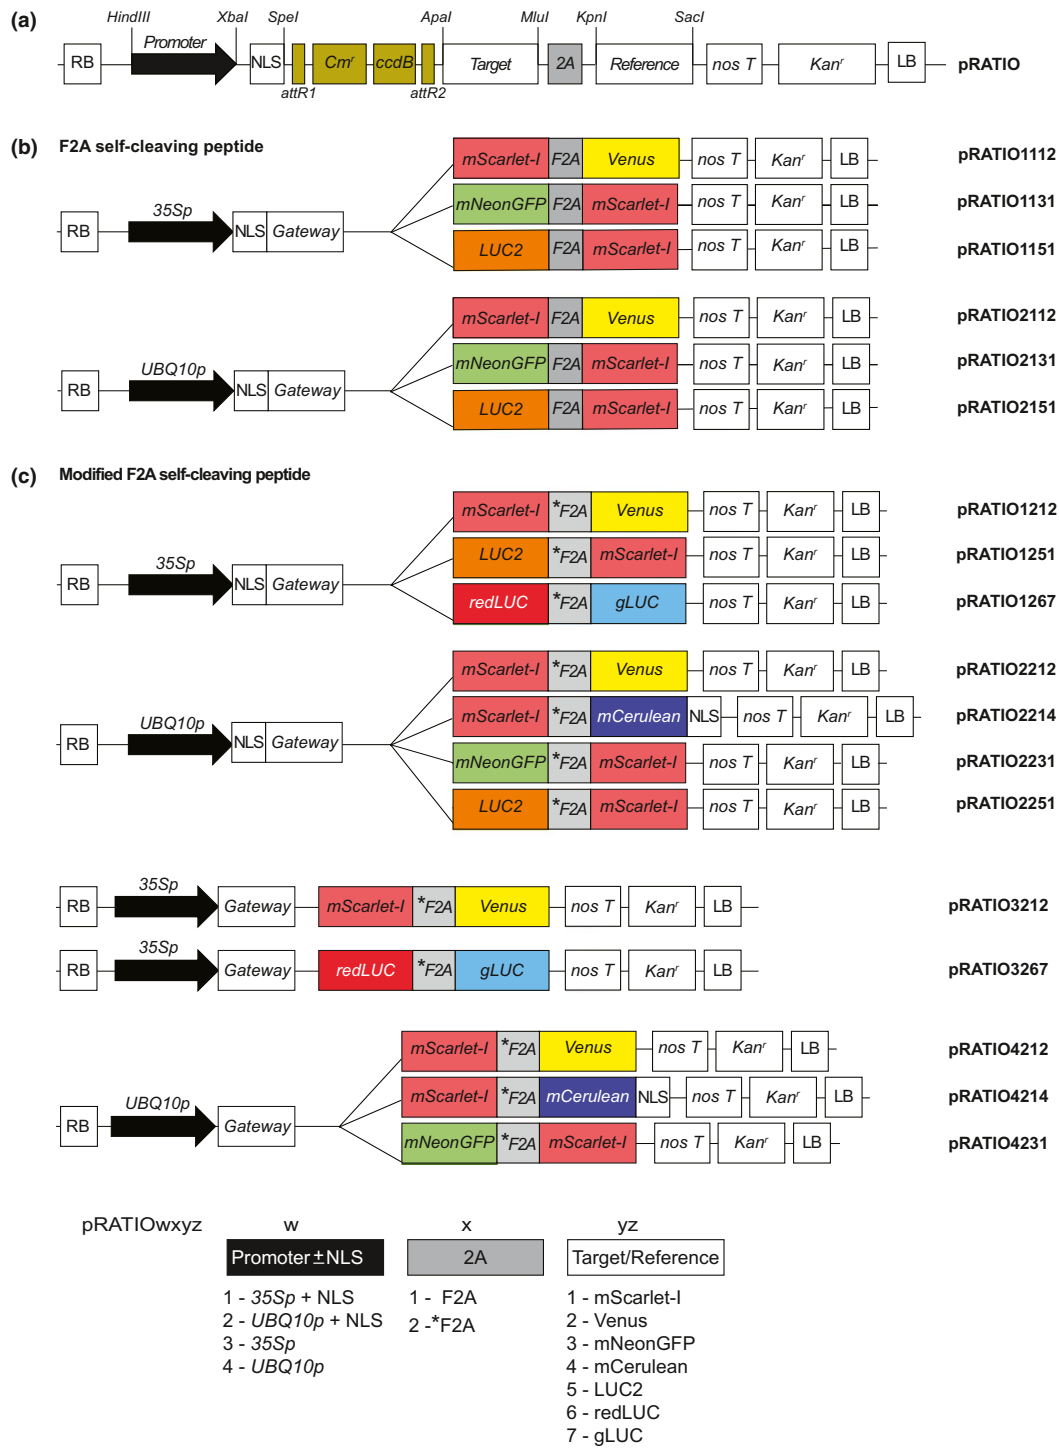 (a)
HindIII XbaI SpeI ApaI MluI KpnI SacI
RB Promoter NLS attR1 Cmʳ ccdB attR2 Target 2A Reference nos T Kanʳ LB pRATIO
(b) F2A self-cleaving peptide
mScarlet-I F2A Venus nos T Kanʳ LB pRATIO1112
RB 35Sp NLS Gateway mNeonGFP F2A mScarlet-I nos T Kanʳ LB pRATIO1131
LUC2 F2A mScarlet-I nos T Kanʳ LB pRATIO1151
mScarlet-I F2A Venus nos T Kanʳ LB pRATIO2112
RB UBQ10p NLS Gateway mNeonGFP F2A mScarlet-I nos T Kanʳ LB pRATIO2131
LUC2 F2A mScarlet-I nos T Kanʳ LB pRATIO2151
(c) Modified F2A self-cleaving peptide
mScarlet-I *F2A Venus nos T Kanʳ LB pRATIO1212
RB 35Sp NLS Gateway LUC2 *F2A mScarlet-I nos T Kanʳ LB pRATIO1251
redLUC *F2A gLUC nos T Kanʳ LB pRATIO1267
mScarlet-I *F2A Venus nos T Kanʳ LB pRATIO2212
mScarlet-I *F2A mCerulean NLS nos T Kanʳ LB pRATIO2214
RB UBQ10p NLS Gateway mNeonGFP *F2A mScarlet-I nos T Kanʳ LB pRATIO2231
LUC2 *F2A mScarlet-I nos T Kanʳ LB pRATIO2251
RB 35Sp Gateway mScarlet-I *F2A Venus nos T Kanʳ LB pRATIO3212
RB 35Sp Gateway redLUC *F2A gLUC nos T Kanʳ LB pRATIO3267
mScarlet-I *F2A Venus nos T Kanʳ LB pRATIO4212
RB UBQ10p Gateway mScarlet-I *F2A mCerulean NLS nos T Kanʳ LB pRATIO4214
mNeonGFP *F2A mScarlet-I nos T Kanʳ LB pRATIO4231
pRATIOwxyz w x yz
Promoter ±NLS 2A Target/Reference
1 - 35Sp + NLS 1 - F2A 1 - mScarlet-I
2 - UBQ10p + NLS 2 -*F2A 2 - Venus
3 - 35Sp 3 - mNeonGFP
4 - UBQ10p 4 - mCerulean
5 - LUC2
6 - redLUC
7 - gLUC